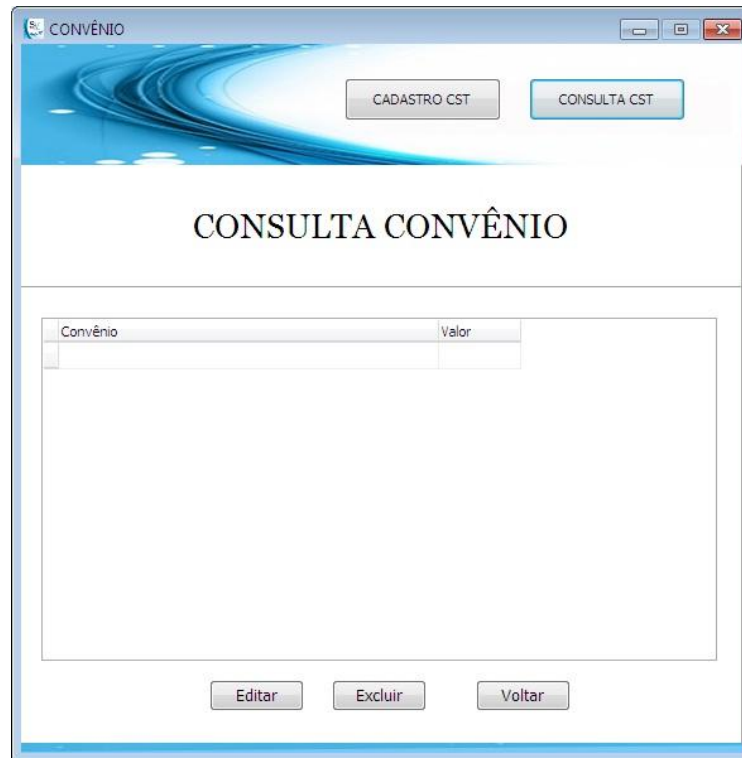 CONVÊNIO
CADASTRO CST CONSULTA CST
CONSULTA CONVÊNIO
Convênio Valor
Editar Excluir Voltar